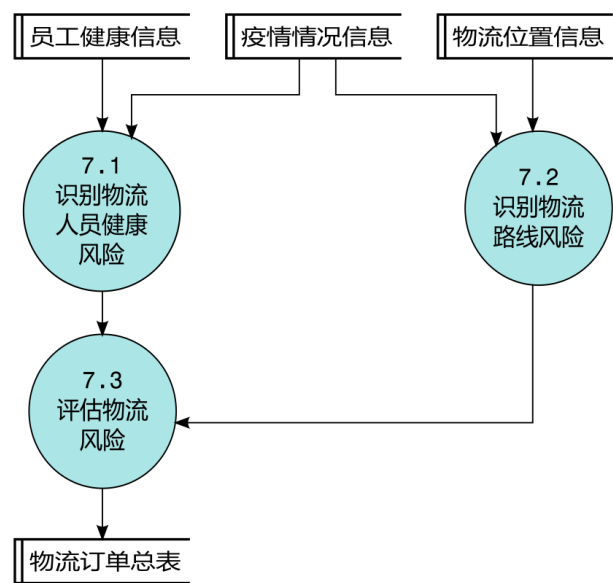 员工健康信息
疫情情况信息
物流位置信息
7.1
识别物流
人员健康
风险
7.2
识别物流
路线风险
7.3
评估物流
风险
物流订单总表